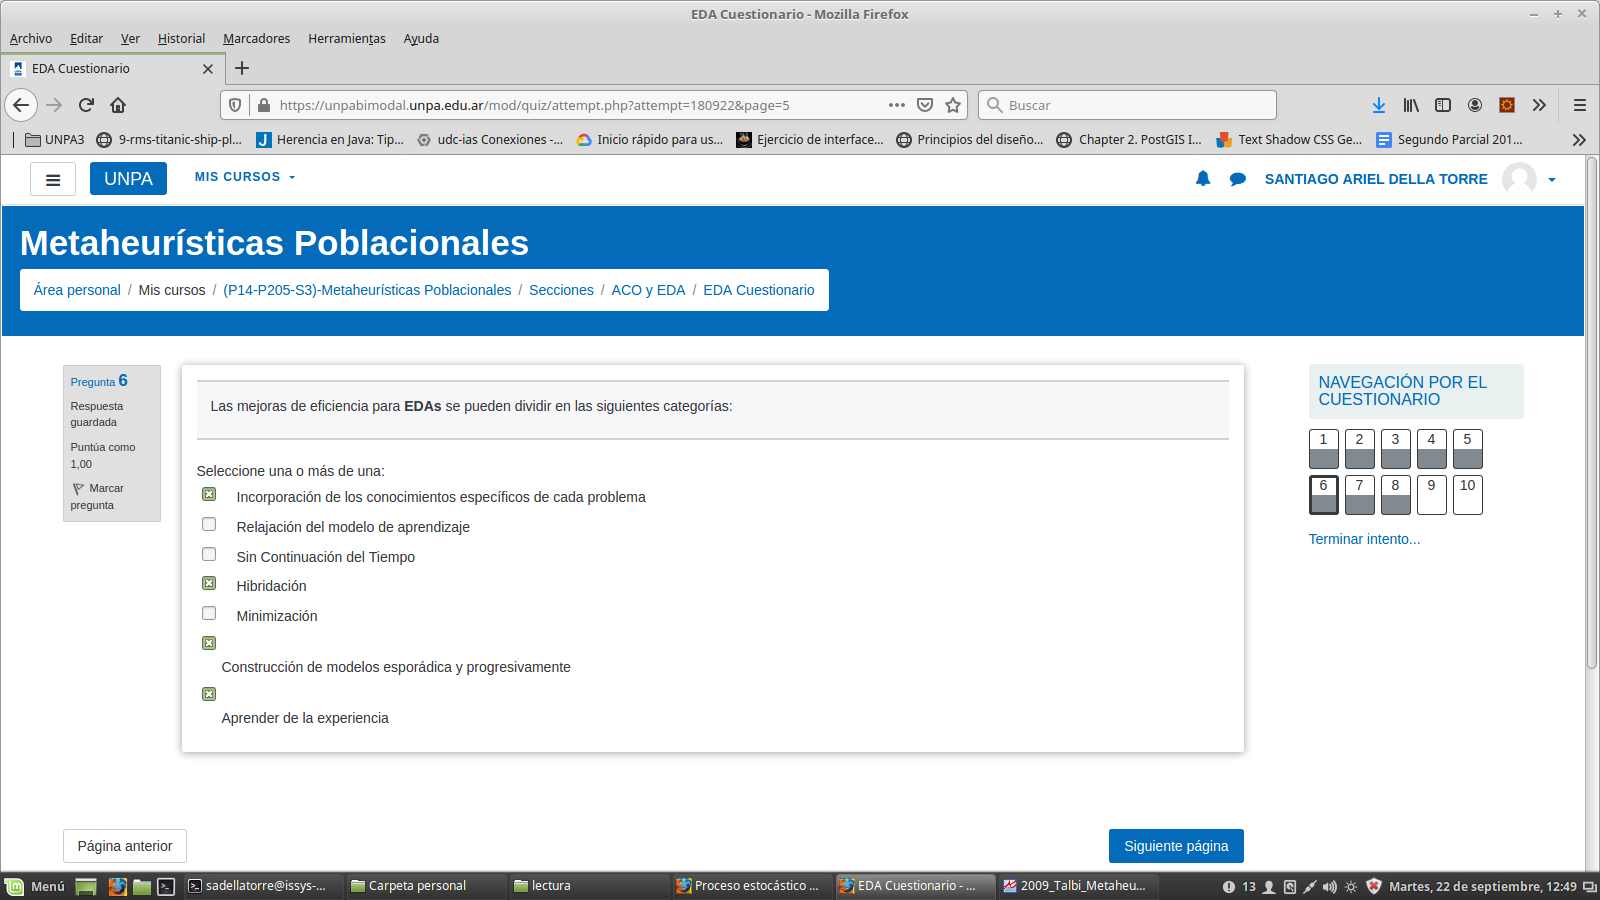 EDA Cuestionario - Mozilla Firefox
Archivo Editar Ver Historial Marcadores Herramientas Ayuda
EDA Cuestionario
https://unpabimodal.unpa.edu.ar/mod/quiz/attempt.php?attempt=180922&page=5
Buscar
UNPA3 9-rms-titanic-ship-pl... Herencia en Java: Tip... udc-ias Conexiones -... Inicio rápido para us... Ejercicio de interface... Principios del diseño... Chapter 2. PostGIS I... Text Shadow CSS Ge... Segundo Parcial 201...
UNPA MIS CURSOS SANTIAGO ARIEL DELLA TORRE
Metaheurísticas Poblacionales
Área personal / Mis cursos / (P14-P205-S3)-Metaheurísticas Poblacionales / Secciones / ACO y EDA / EDA Cuestionario
Pregunta 6
Respuesta
guardada
Puntúa como
1,00
Marcar
pregunta
Las mejoras de eficiencia para EDAs se pueden dividir en las siguientes categorías:
Seleccione una o más de una:
Incorporación de los conocimientos específicos de cada problema
Relajación del modelo de aprendizaje
Sin Continuación del Tiempo
Hibridación
Minimización
Construcción de modelos esporádica y progresivamente
Aprender de la experiencia
NAVEGACIÓN POR EL
CUESTIONARIO
1 2 3 4 5
6 7 8 9 10
Terminar intento...
Página anterior
Siguiente página
Menú sadellatorre@issys-... Carpeta personal lectura Proceso estocástico ... EDA Cuestionario - ... 2009_Talbi_Metaheu... 13 Martes, 22 de septiembre, 12:49